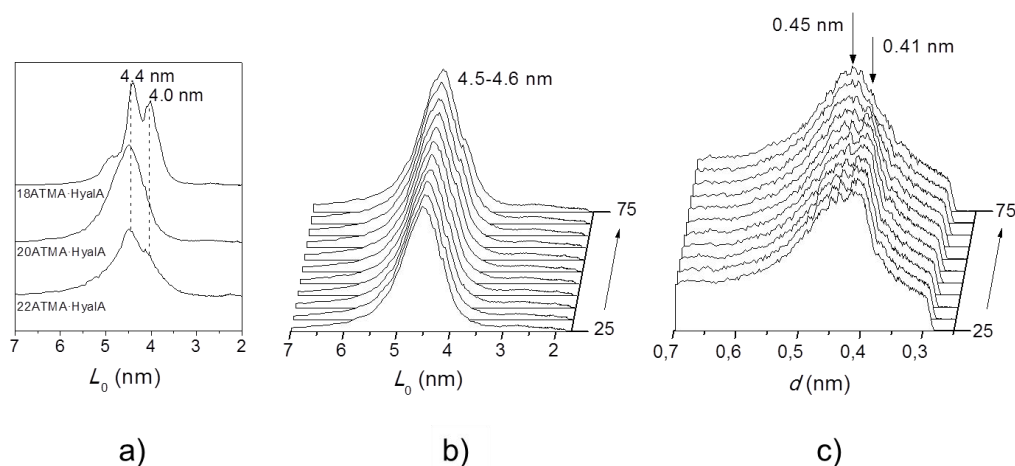 4.4 nm
4.0 nm
18ATMA·HyalA
20ATMA·HyalA
22ATMA·HyalA
7 6 5 4 3 2
L0 (nm)
a)
4.5-4.6 nm
75
25
7 6 5 4 3 2
L0 (nm)
b)
0.45 nm
0.41 nm
75
25
0,7 0,6 0,5 0,4 0,3
d (nm)
c)